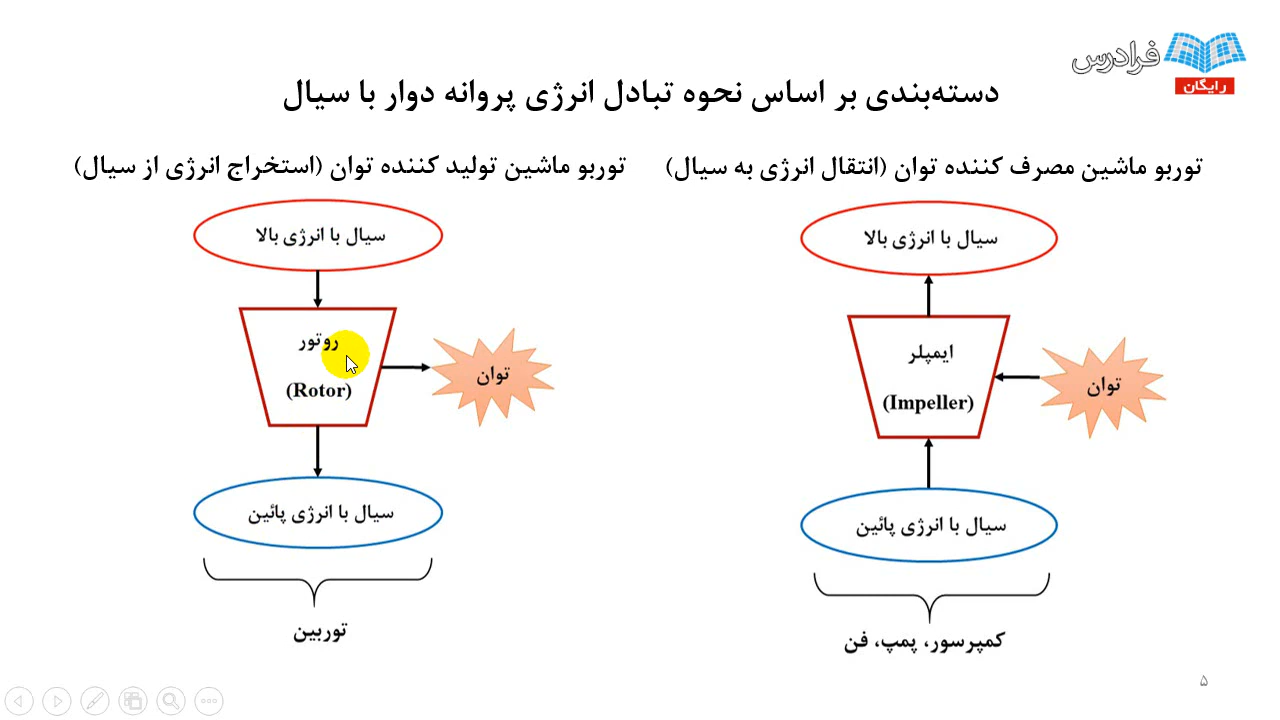 فرادرس
رایگان
دسته‌بندی بر اساس نحوه تبادل انرژی پروانه دوار با سیال
توربو ماشین مصرف کننده توان (انتقال انرژی به سیال)
سیال با انرژی بالا
ایمپلر
(Impeller)
توان
سیال با انرژی پائین
کمپرسور، پمپ، فن
توربو ماشین تولید کننده توان (استخراج انرژی از سیال)
سیال با انرژی بالا
روتور
(Rotor)
توان
سیال با انرژی پائین
توربین
۵